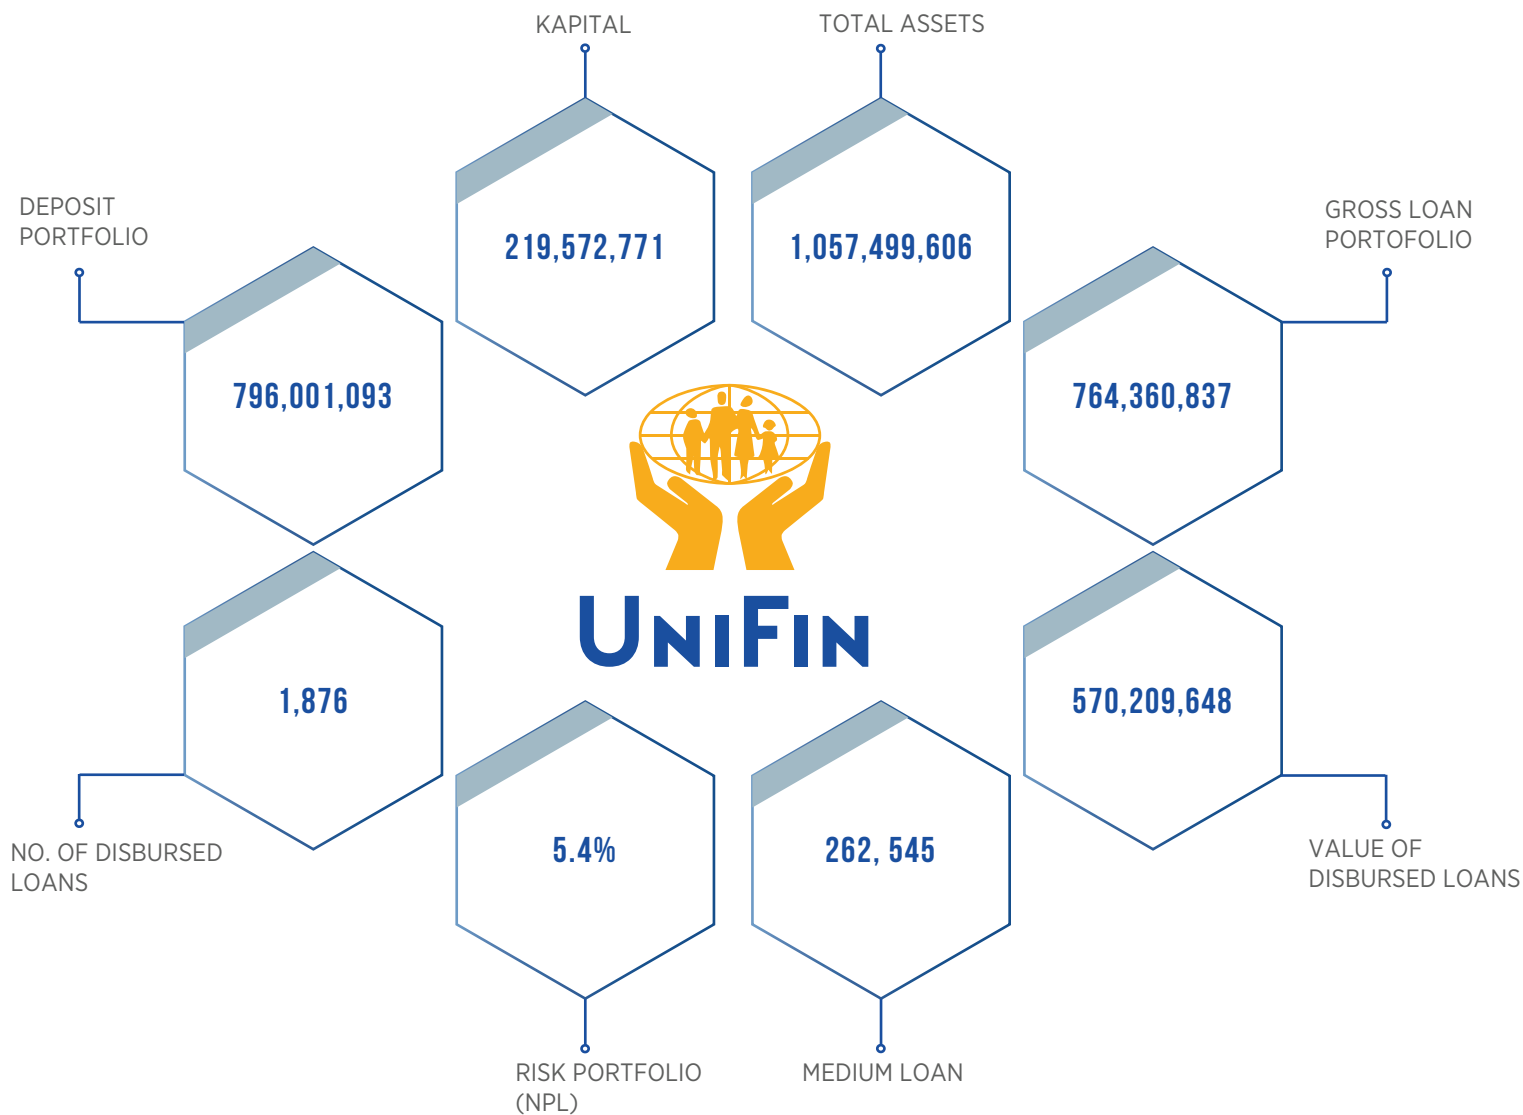 KAPITAL
TOTAL ASSETS
DEPOSIT
PORTFOLIO
GROSS LOAN
PORTOFOLIO
219,572,771
1,057,499,606
796,001,093
764,360,837
UNIFIN
1,876
570,209,648
5.4%
262, 545
NO. OF DISBURSED
LOANS
VALUE OF
DISBURSED LOANS
RISK PORTFOLIO
(NPL)
MEDIUM LOAN